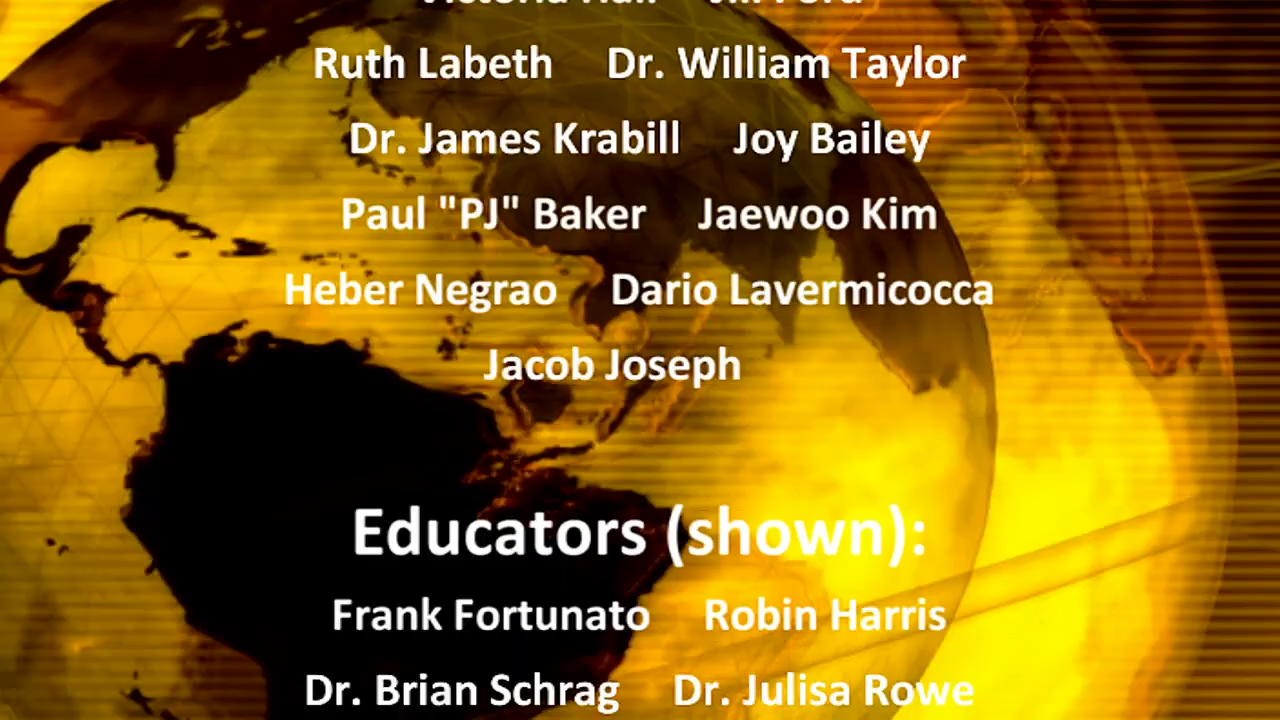 Ruth Labeth Dr. William Taylor
Dr. James Krabill Joy Bailey
Paul "PJ" Baker Jaewoo Kim
Heber Negrao Dario Lavermicocca
Jacob Joseph
Educators (shown):
Frank Fortunato Robin Harris
Dr. Brian Schrag Dr. Julisa Rowe